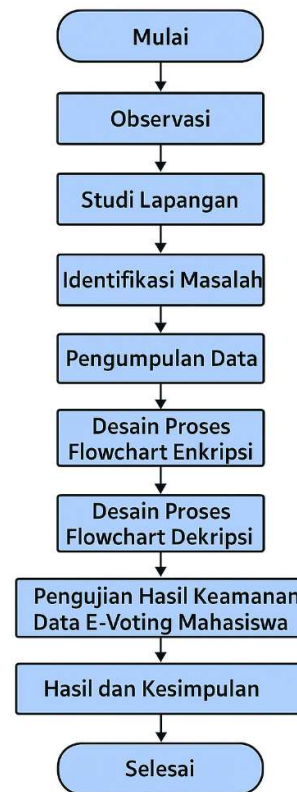 Mulai
Observasi
Studi Lapangan
Identifikasi Masalah
Pengumpulan Data
Desain Proses
Flowchart Enkripsi
Desain Proses
Flowchart Dekripsi
Pengujian Hasil Keamanan
Data E-Voting Mahasiswa
Hasil dan Kesimpulan
Selesai